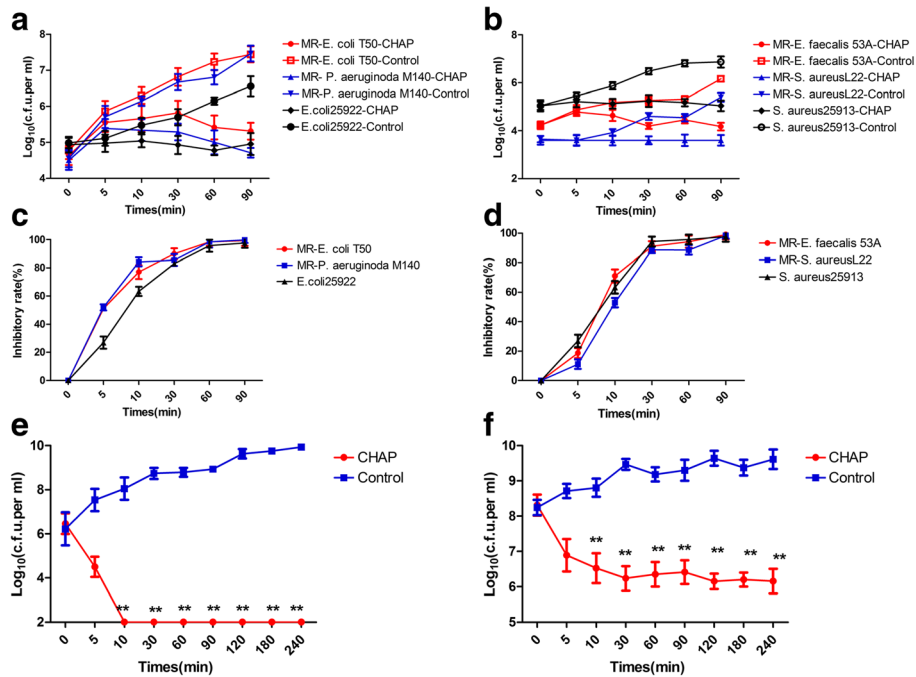 a
Log10(c.f.u.per ml)
8
7
6
5
4
0
5
10
30
60
90
Times(min)
MR-E. coli T50-CHAP
MR-E. coli T50-Control
MR- P. aeruginoda M140-CHAP
MR-P. aeruginoda M140-Control
E.coli25922-CHAP
E.coli25922-Control
b
Log10(c.f.u.per ml)
8
6
4
2
0
5
10
30
60
90
Times(min)
MR-E. faecalis 53A-CHAP
MR-E. faecalis 53A-Control
MR-S. aureusL22-CHAP
MR-S. aureusL22-Control
S. aureus25913-CHAP
S. aureus25913-Control
c
Inhibitory rate(%)
100
80
60
40
20
0
0
5
10
30
60
90
Times(min)
MR-E. coli T50
MR-P. aeruginoda M140
E.coli25922
d
Inhibitory rate(%)
100
80
60
40
20
0
0
5
10
30
60
90
Times(min)
MR-E. faecalis 53A
MR-S. aureusL22
S. aureus25913
e
Log10(c.f.u.per ml)
10
8
6
4
2
** ** ** ** ** ** **
0
5
10
30
60
90
120
180
240
Times(min)
CHAP
Control
f
Log10(c.f.u.per ml)
10
9
8
7
6
5
** ** ** ** ** ** **
0
5
10
30
60
90
120
180
240
Times(min)
CHAP
Control